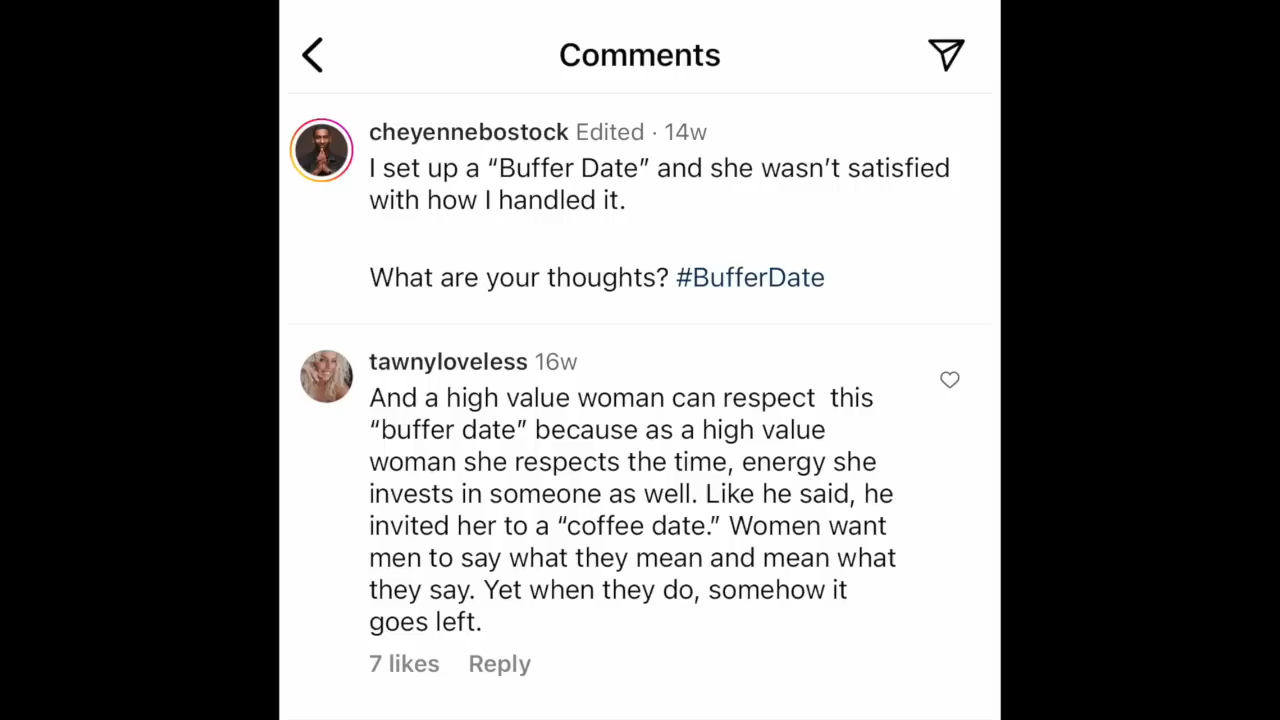 Comments
cheyennebostock Edited · 14w
I set up a “Buffer Date” and she wasn’t satisfied
with how I handled it.
What are your thoughts? #BufferDate
tawnyloveless 16w
And a high value woman can respect  this
“buffer date” because as a high value
woman she respects the time, energy she
invests in someone as well. Like he said, he
invited her to a “coffee date.” Women want
men to say what they mean and mean what
they say. Yet when they do, somehow it
goes left.
7 likes Reply